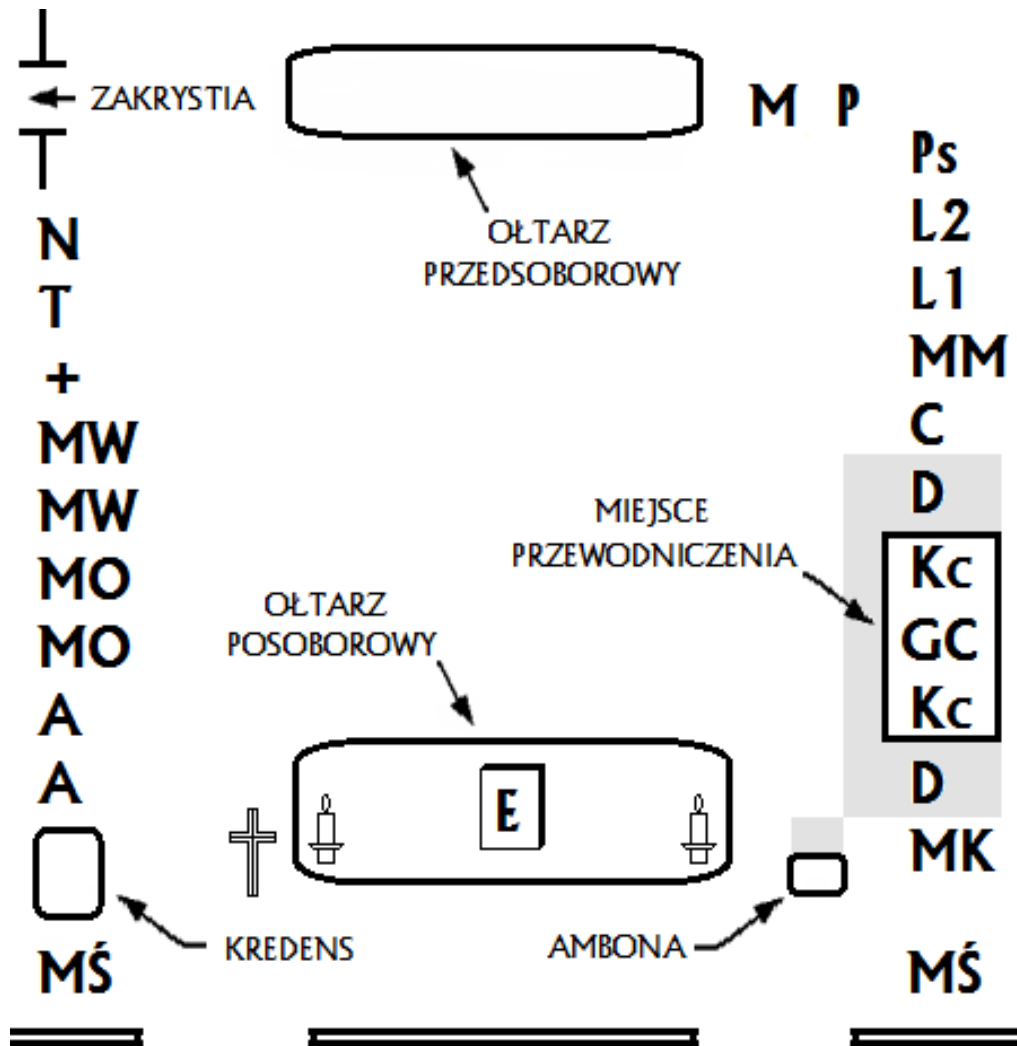 ZAKRYSTIA
M P
Ps
L2
L1
MM
C
D
Kc
GC
Kc
D
MK
MŚ
OŁTARZ
PRZEDSOBOROWY
N
T
+
MW
MW
MO
MO
A
A
MŚ
MIEJSCE
PRZEWODNICZENIA
OŁTARZ
POSOBOROWY
E
KREDENS
AMBONA